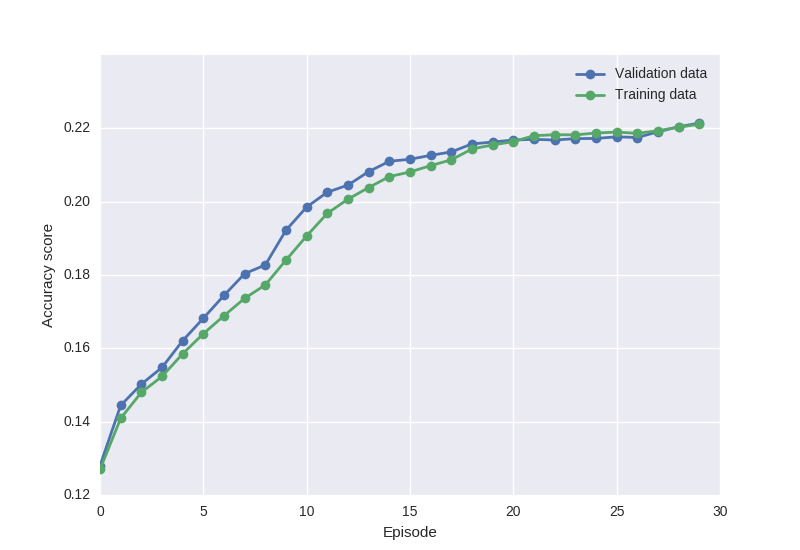 Validation data
Training data
0.22
0.20
0.18
0.16
0.14
0.12
Accuracy score
0 5 10 15 20 25 30
Episode